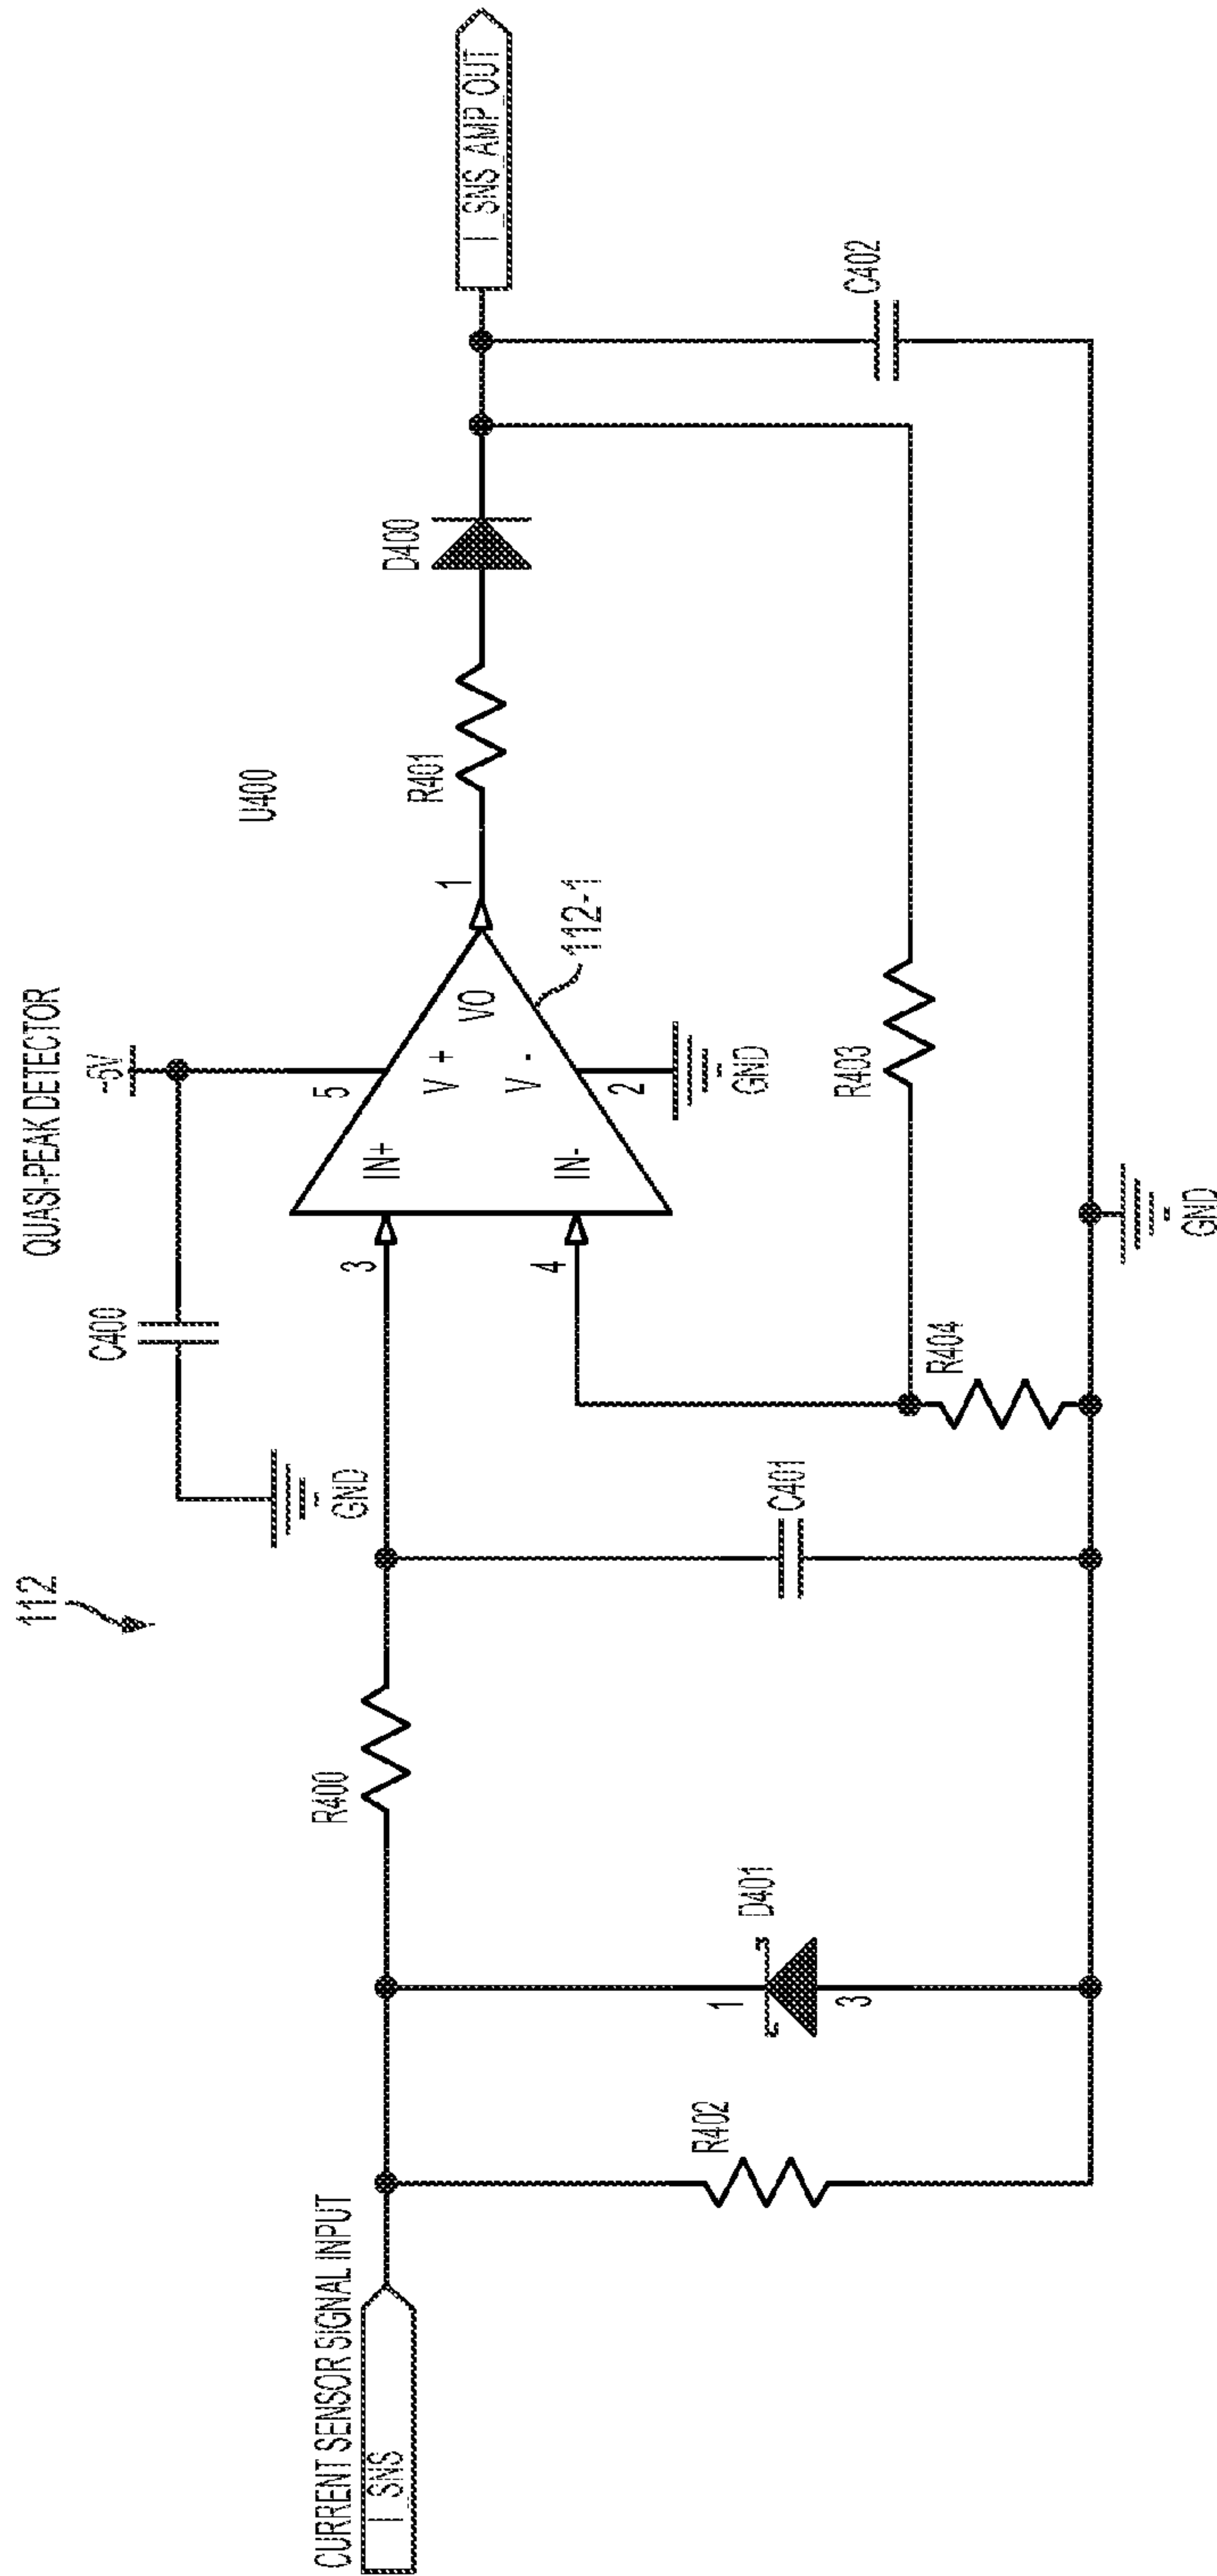 112
QUASI-PEAK DETECTOR
C400
GND
U400
5
V +
IN+
3
IN-
4
V -
VO
2
GND
1
112-1
R401
D400
I_SNS_AMP_OUT
CURRENT SENSOR SIGNAL INPUT
I_SNS
R400
R402
1
D401
3
C401
R404
R403
C402
GND